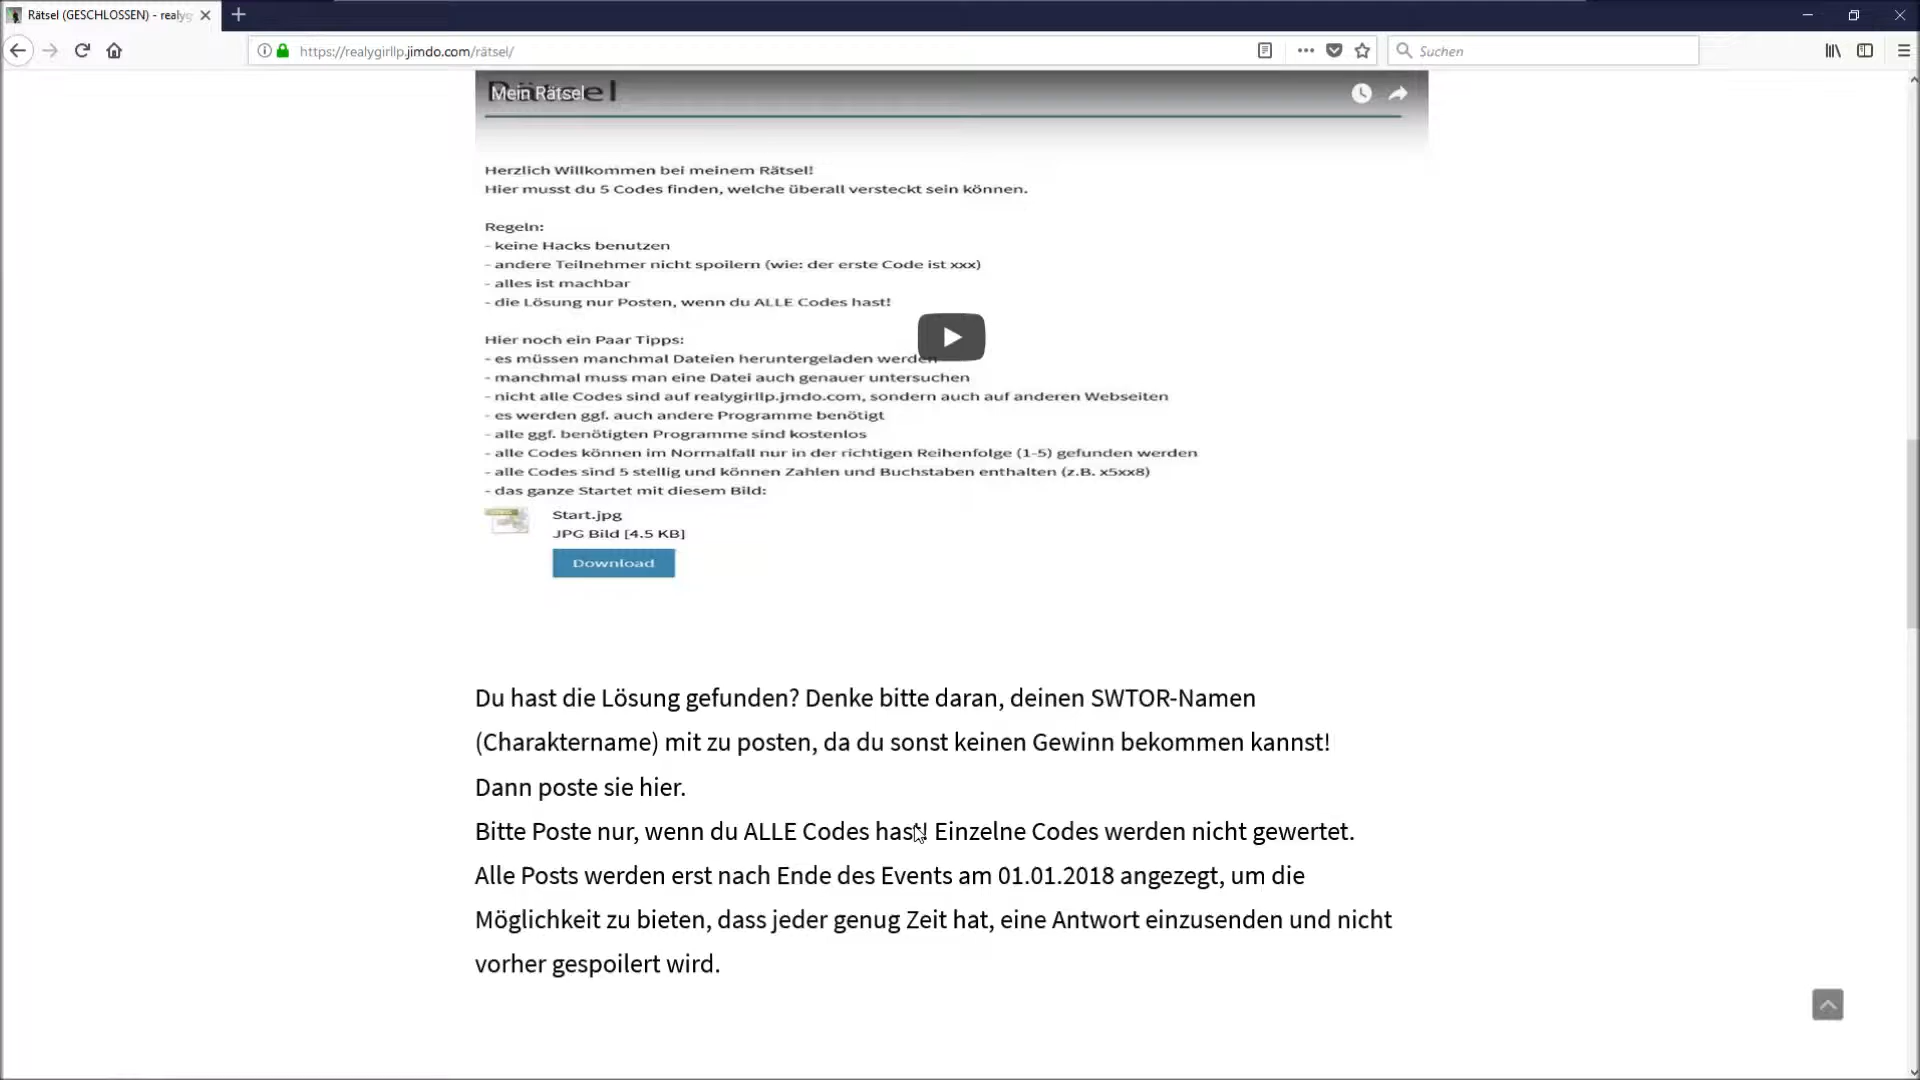 Rätsel (GESCHLOSSEN) - realyg
https://realygirllp.jimdo.com/rätsel/
Suchen
Rätsel
Mein Rätsel
Herzlich Willkommen bei meinem Rätsel!
Hier musst du 5 Codes finden, welche überall versteckt sein können.
Regeln:
- keine Hacks benutzen
- andere Teilnehmer nicht spoilern (wie: der erste Code ist xxx)
- alles ist machbar
- die Lösung nur Posten, wenn du ALLE Codes hast!
Hier noch ein Paar Tipps:
- es müssen manchmal Dateien heruntergeladen werden
- manchmal muss man eine Datei auch genauer untersuchen
- nicht alle Codes sind auf realygirllp.jmdo.com, sondern auch auf anderen Webseiten
- es werden ggf. auch andere Programme benötigt
- alle ggf. benötigten Programme sind kostenlos
- alle Codes können im Normalfall nur in der richtigen Reihenfolge (1-5) gefunden werden
- alle Codes sind 5 stellig und können Zahlen und Buchstaben enthalten (z.B. x5xx8)
- das ganze Startet mit diesem Bild:
Start.jpg
JPG Bild [4.5 KB]
Download
Du hast die Lösung gefunden? Denke bitte daran, deinen SWTOR-Namen
(Charaktername) mit zu posten, da du sonst keinen Gewinn bekommen kannst!
Dann poste sie hier.
Bitte Poste nur, wenn du ALLE Codes hast! Einzelne Codes werden nicht gewertet.
Alle Posts werden erst nach Ende des Events am 01.01.2018 angezegt, um die
Möglichkeit zu bieten, dass jeder genug Zeit hat, eine Antwort einzusenden und nicht
vorher gespoilert wird.